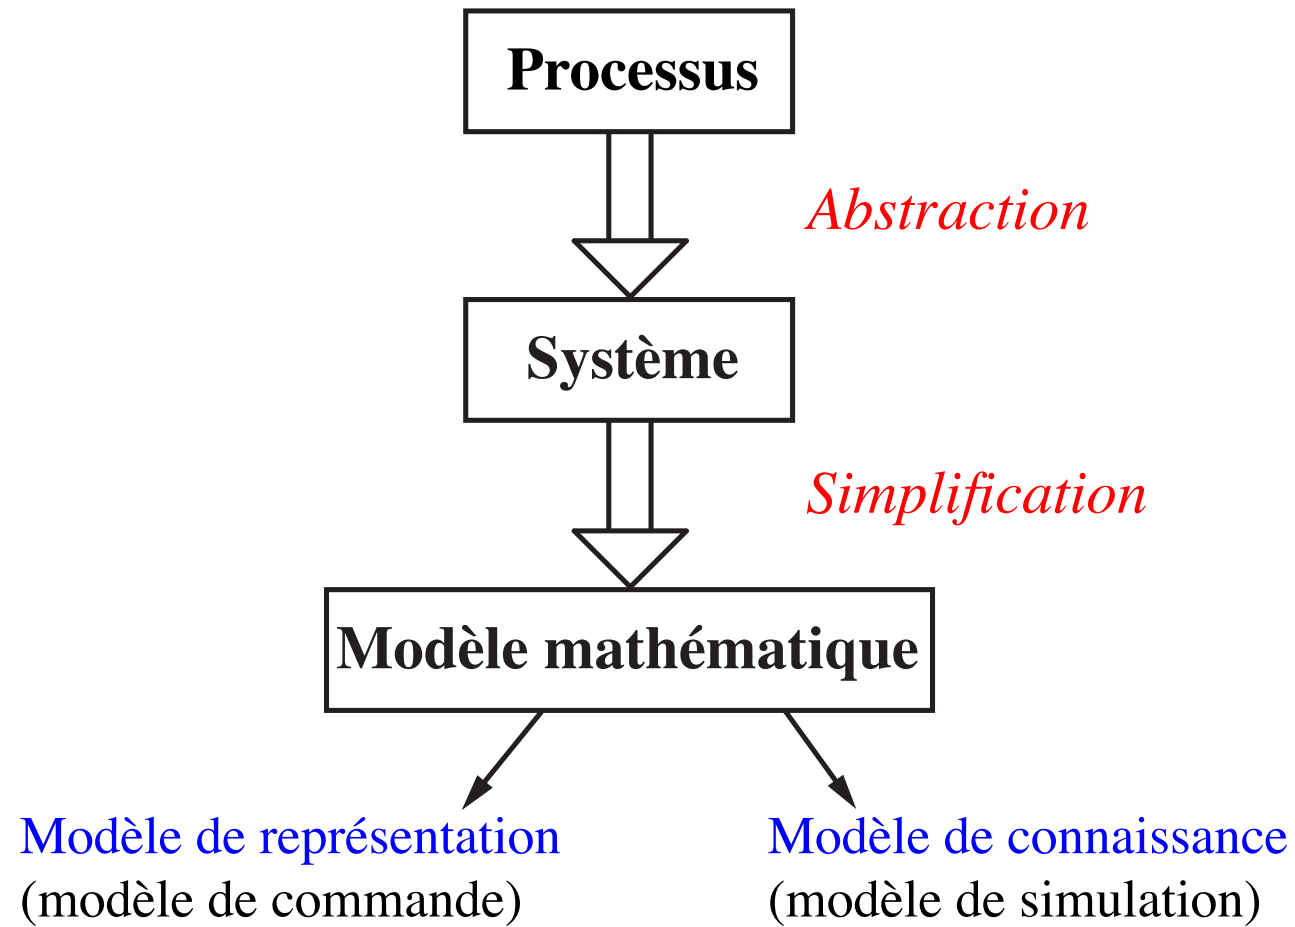 Processus
Abstraction
Système
Simplification
Modèle mathématique
Modèle de représentation
(modèle de commande)
Modèle de connaissance
(modèle de simulation)